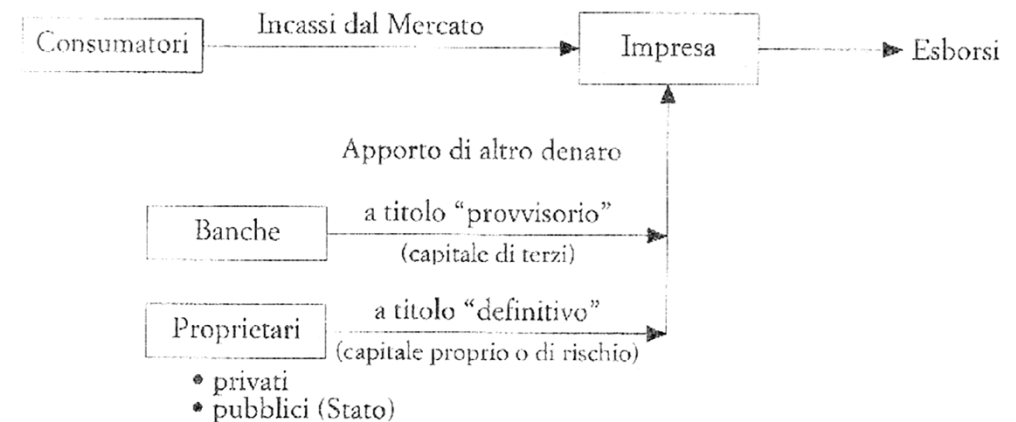 Consumatori
Incassi dal Mercato
Impresa
Esborsi
Apporto di altro denaro
Banche
a titolo “provvisorio”
(capitale di terzi)
Proprietari
a titolo “definitivo”
(capitale proprio o di rischio)
• privati
• pubblici (Stato)